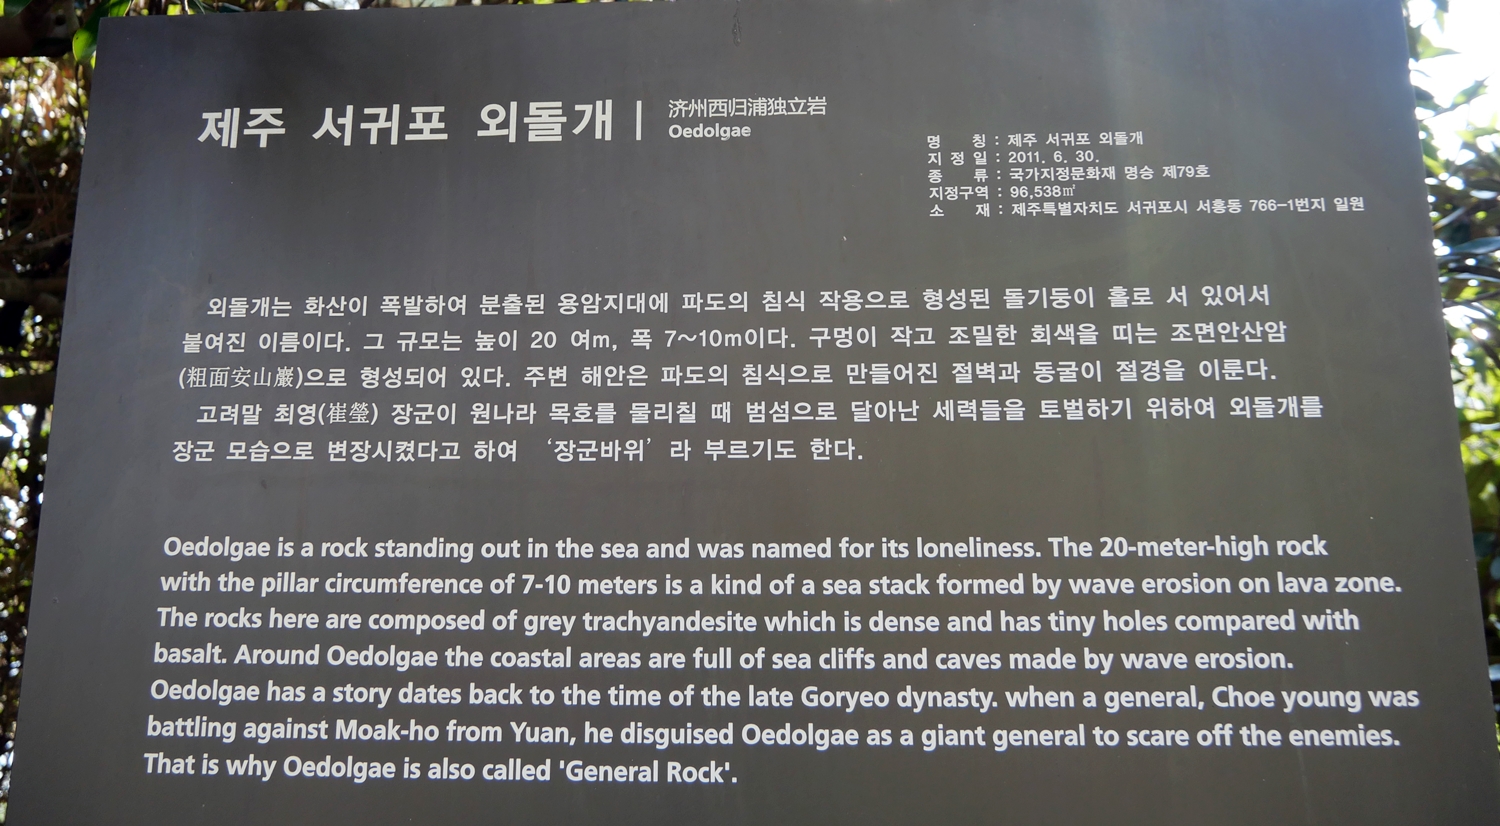 제주 서귀포 외돌개
济州西归浦独立岩
Oedolgae
명 칭 : 제주 서귀포 외돌개
지 정 일 : 2011. 6. 30.
종 류 : 국가지정문화재 명승 제79호
지정구역 : 96,538㎡
소 재 : 제주특별자치도 서귀포시 서홍동 766-1번지 일원
외돌개는 화산이 폭발하여 분출된 용암지대에 파도의 침식 작용으로 형성된 돌기둥이 홀로 서 있어서
붙여진 이름이다. 그 규모는 높이 20 여m, 폭 7～10m이다. 구멍이 작고 조밀한 회색을 띠는 조면안산암
(粗面安山巖)으로 형성되어 있다. 주변 해안은 파도의 침식으로 만들어진 절벽과 동굴이 절경을 이룬다.
고려말 최영(崔瑩) 장군이 원나라 목호를 물리칠 때 범섬으로 달아난 세력들을 토벌하기 위하여 외돌개를
장군 모습으로 변장시켰다고 하여 ‘장군바위’ 라 부르기도 한다.
Oedolgae is a rock standing out in the sea and was named for its loneliness. The 20-meter-high rock
with the pillar circumference of 7-10 meters is a kind of a sea stack formed by wave erosion on lava zone.
The rocks here are composed of grey trachyandesite which is dense and has tiny holes compared with
basalt. Around Oedolgae the coastal areas are full of sea cliffs and caves made by wave erosion.
Oedolgae has a story dates back to the time of the late Goryeo dynasty. when a general, Choe young was
battling against Moak-ho from Yuan, he disguised Oedolgae as a giant general to scare off the enemies.
That is why Oedolgae is also called 'General Rock'.